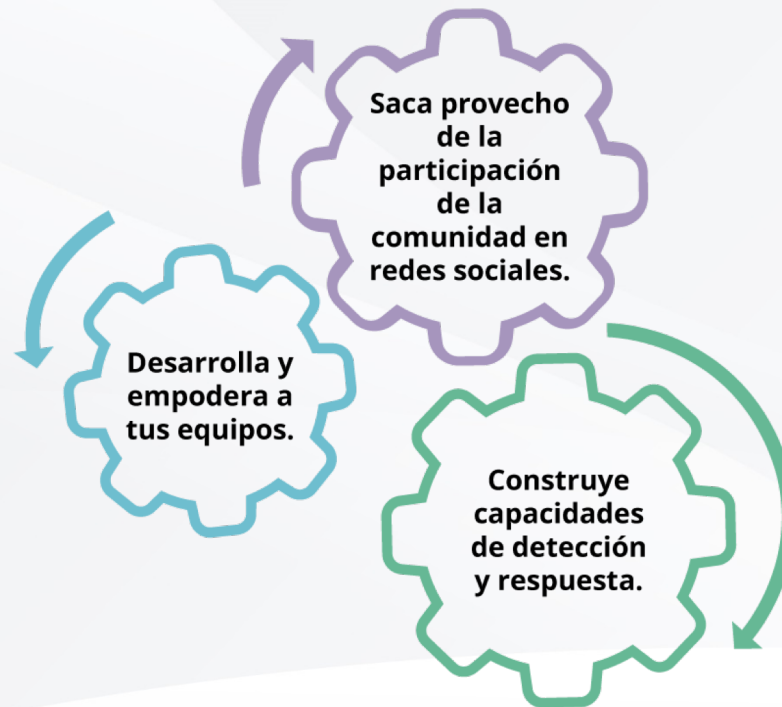 Saca provecho
de la
participación
de la
comunidad en
redes sociales.
Desarrolla y
empodera a
tus equipos.
Construye
capacidades
de detección
y respuesta.